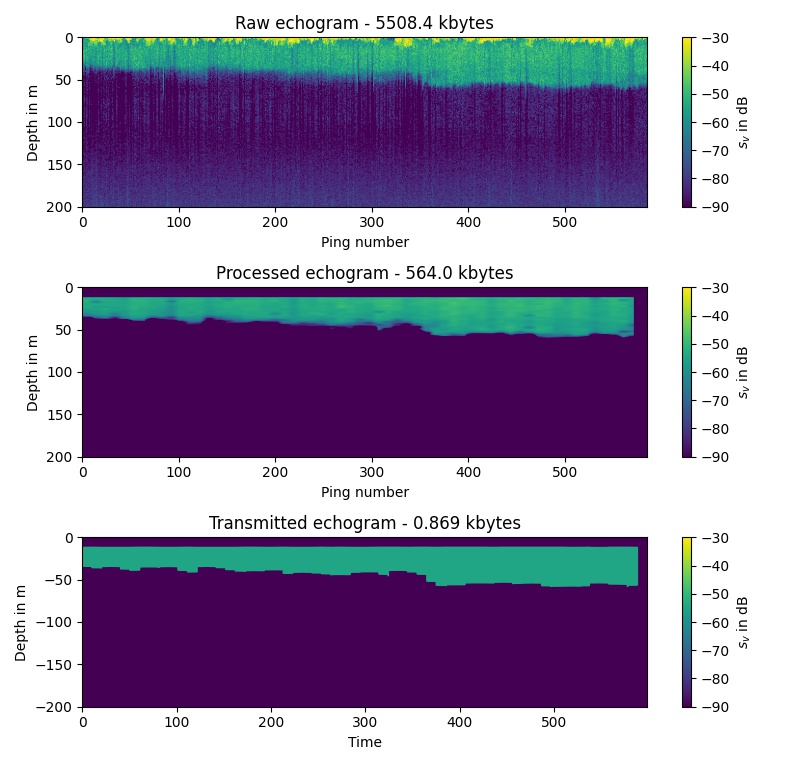 Raw echogram - 5508.4 kbytes
0
50
100
150
200
Depth in m
0 100 200 300 400 500
Ping number
−30
−40
−50
−60
−70
−80
−90
sv in dB
Processed echogram - 564.0 kbytes
0
50
100
150
200
Depth in m
0 100 200 300 400 500
Ping number
−30
−40
−50
−60
−70
−80
−90
sv in dB
Transmitted echogram - 0.869 kbytes
0
−50
−100
−150
−200
Depth in m
0 100 200 300 400 500
Time
−30
−40
−50
−60
−70
−80
−90
sv in dB